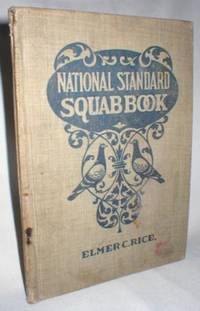 NATIONAL STANDARD
SQUAB BOOK
ELMER C. RICE.